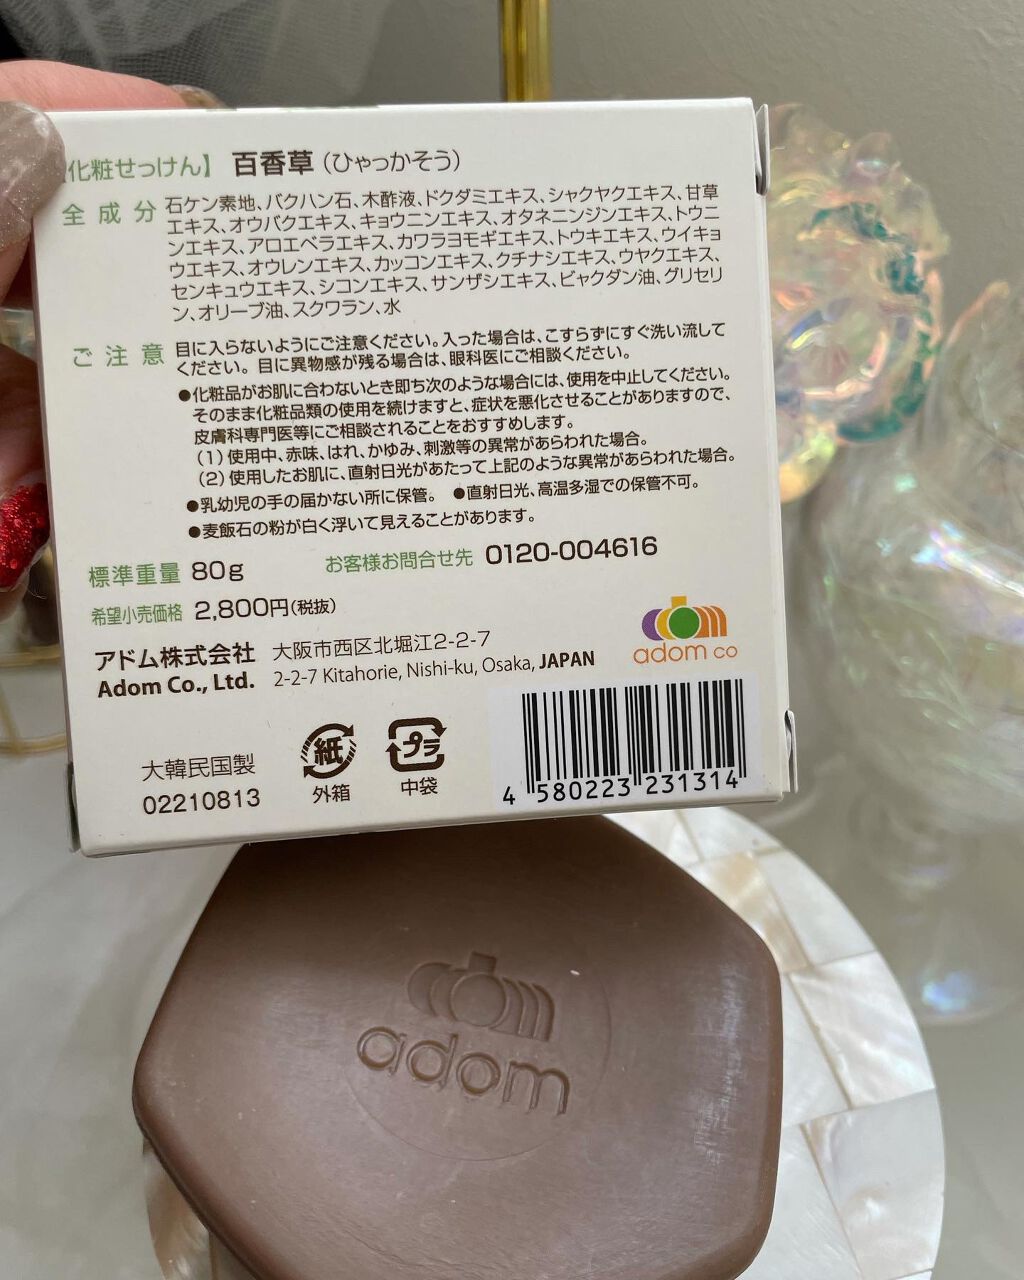 化粧せっけん】 百香草(ひゃっかそう)
全成分 石ケン素地、バクハン石、木酢液、ドクダミエキス、シャクヤクエキス、甘草
エキス、オウバクエキス、キョウニンエキス、オタネニンジンエキス、トウニ
ンエキス、アロエベラエキス、カワラヨモギエキス、トウキエキス、ウイキョ
ウエキス、オウレンエキス、カッコンエキス、クチナシエキス、ウヤクエキス、
センキュウエキス、シコンエキス、サンザシエキス、ビャクダン油、グリセリ
ン、オリーブ油、スクワラン、水
ご注意 目に入らないようにご注意ください。入った場合は、こすらずにすぐ洗い流して
ください。目に異物感が残る場合は、眼科医にご相談ください。
●化粧品がお肌に合わないとき即ち次のような場合には、使用を中止してください。
そのまま化粧品類の使用を続けますと、症状を悪化させることがありますので、
皮膚科専門医等にご相談されることをおすすめします。
(1)使用中、赤味、はれ、かゆみ、刺激等の異常があらわれた場合。
(2)使用したお肌に、直射日光があたって上記のような異常があらわれた場合。
●乳幼児の手の届かない所に保管。 ●直射日光、高温多湿での保管不可。
●麦飯石の粉が白く浮いて見えることがあります。
標準重量 80g お客様お問合せ先 0120-004616
希望小売価格 2,800円(税抜)
アドム株式会社 大阪市西区北堀江2-2-7
Adom Co., Ltd. 2-2-7 Kitahorie, Nishi-ku, Osaka, JAPAN
adom co
大韓民国製
02210813
紙
外箱
プラ
中袋
4 580223 231314
adom